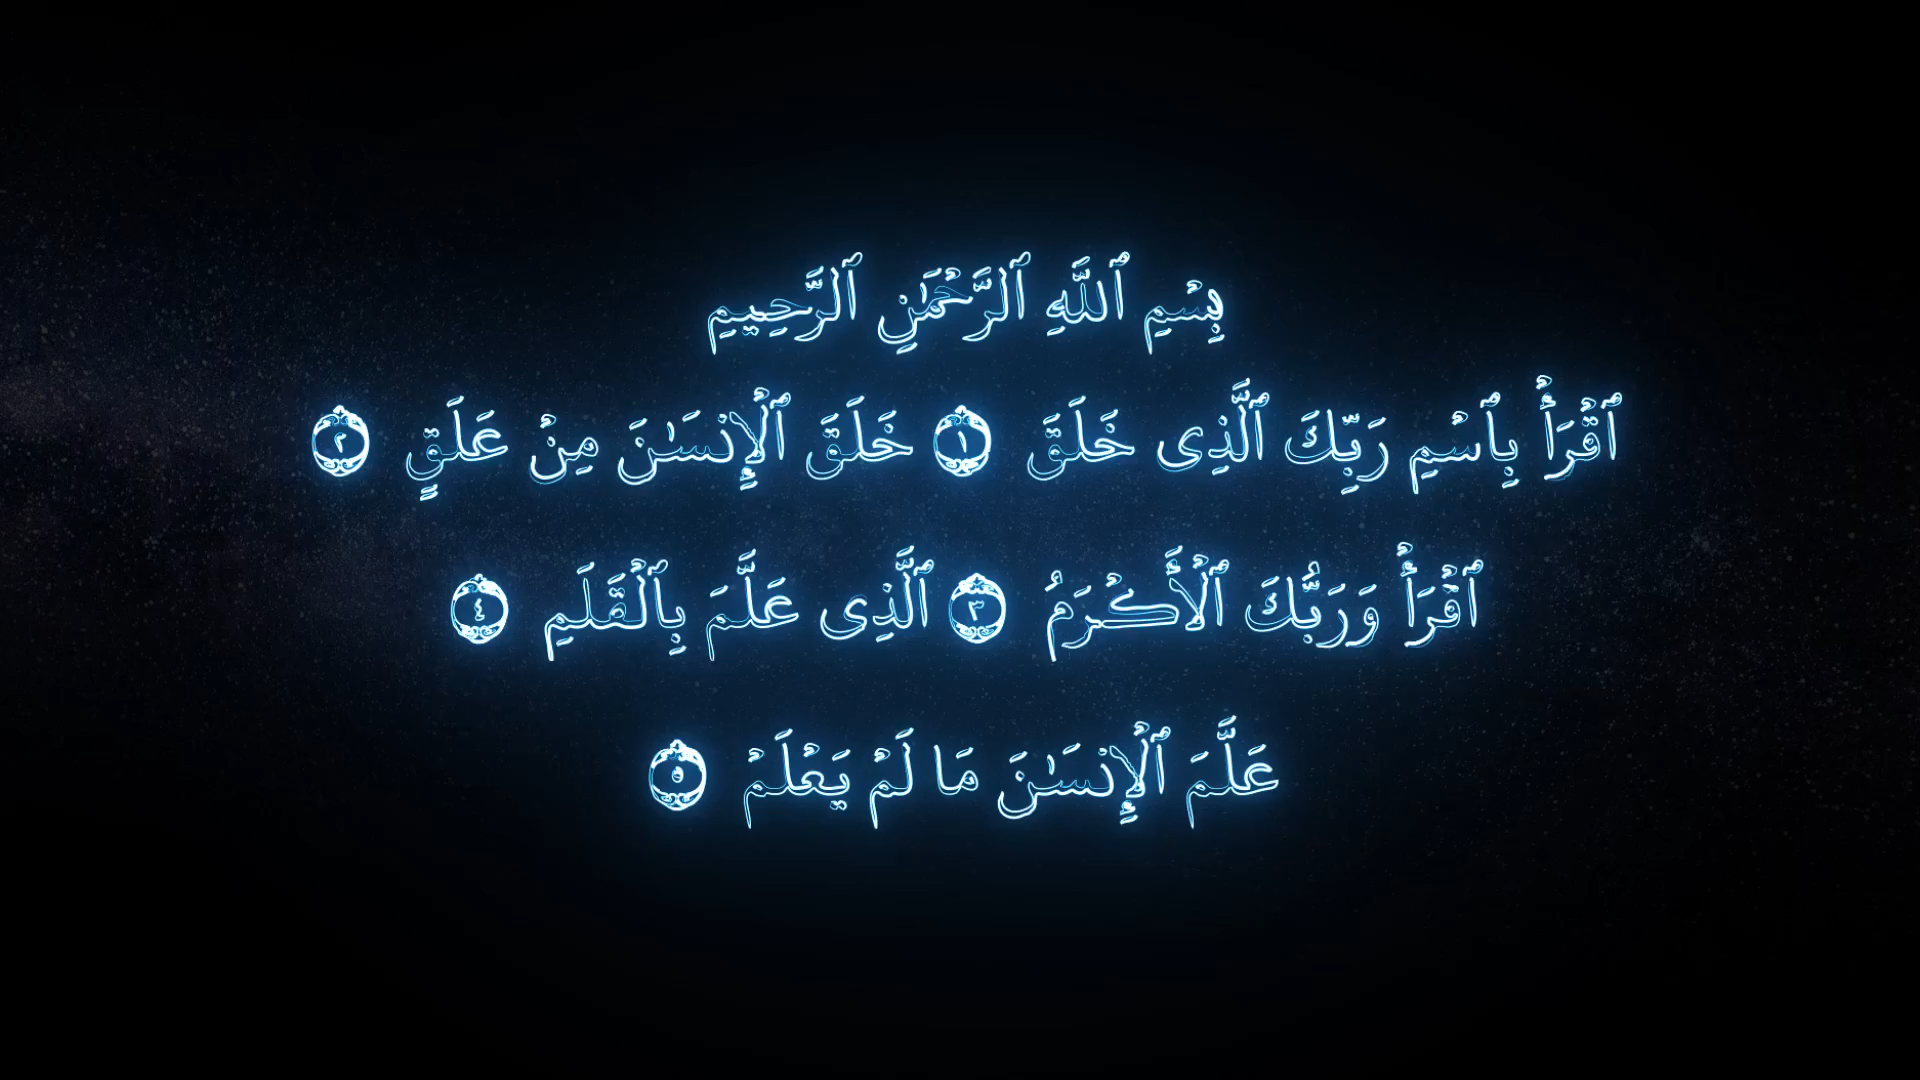 بِسْمِ ٱللَّهِ ٱلرَّحْمَٰنِ ٱلرَّحِيمِ
ٱقْرَأْ بِٱسْمِ رَبِّكَ ٱلَّذِى خَلَقَ ١ خَلَقَ ٱلْإِنسَٰنَ مِنْ عَلَقٍ ٢
ٱقْرَأْ وَرَبُّكَ ٱلْأَكْرَمُ ٣ ٱلَّذِى عَلَّمَ بِٱلْقَلَمِ ٤
عَلَّمَ ٱلْإِنسَٰنَ مَا لَمْ يَعْلَمْ ٥